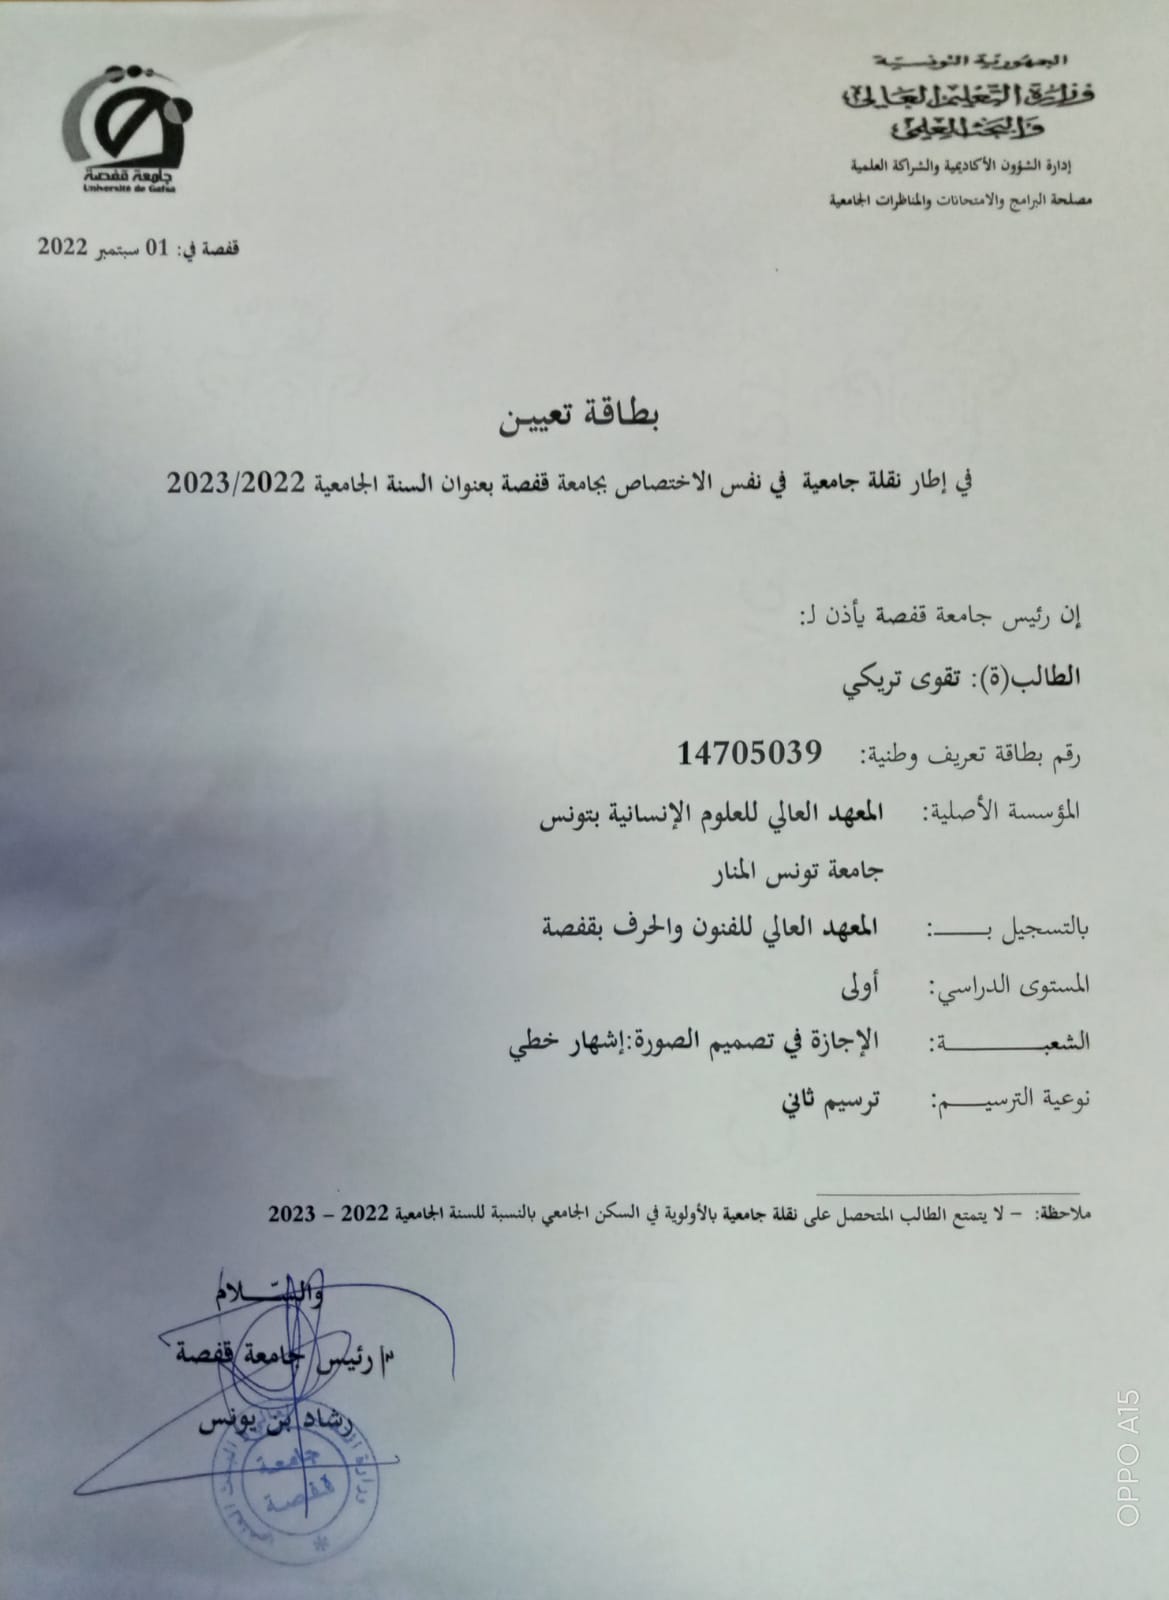 الجمهورية التونسية
وزارة التعليم العالي
والبحث العلمي
إدارة الشؤون الأكاديمية والشراكة العلمية
مصلحة البرامج والامتحانات والمناظرات الجامعية
جامعة قفصة
Université de Gafsa
قفصة في: 01 سبتمبر 2022
بطاقة تعيين
في إطار نقلة جامعية في نفس الاختصاص بجامعة قفصة بعنوان السنة الجامعية 2023/2022
إن رئيس جامعة قفصة يأذن لـ:
الطالب(ة): تقوى تريكي
رقم بطاقة تعريف وطنية: 14705039
المؤسسة الأصلية: المعهد العالي للعلوم الإنسانية بتونس
جامعة تونس المنار
بالتسجيل بـــــ: المعهد العالي للفنون والحرف بقفصة
المستوى الدراسي: أولى
الشعبـــــــــة: الإجازة في تصميم الصورة:إشهار خطي
نوعية الترسيـــم: ترسيم ثاني
ملاحظة: - لا يتمتع الطالب المتحصل على نقلة جامعية بالأولوية في السكن الجامعي بالنسبة للسنة الجامعية 2022 – 2023
والسّـــلام
رئيس جامعة قفصة
رشاد بن يونس
جامعة
قفصة
OPPO A15